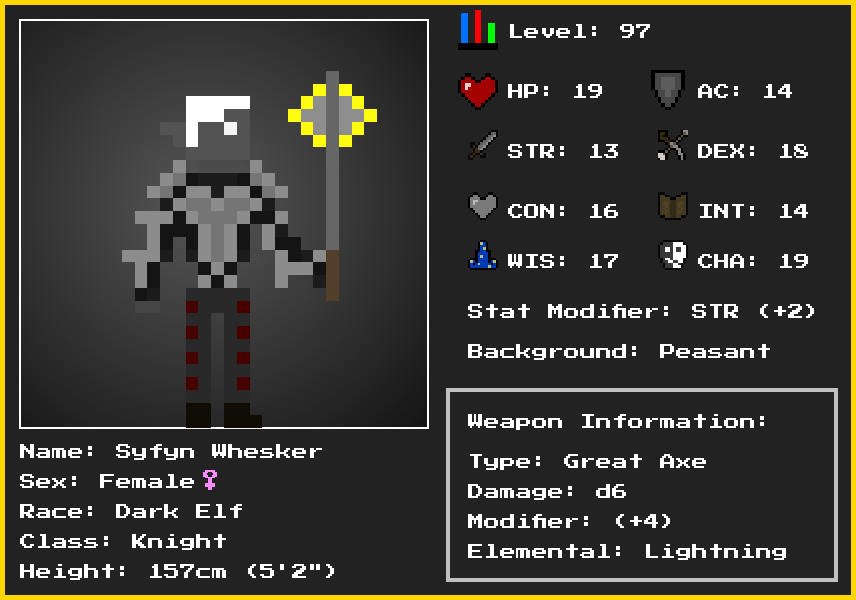 Level: 97
HP: 19 AC: 14
STR: 13 DEX: 18
CON: 16 INT: 14
WIS: 17 CHA: 19
Stat Modifier: STR (+2)
Background: Peasant
Weapon Information:
Type: Great Axe
Damage: d6
Modifier: (+4)
Elemental: Lightning
Name: Syfyn Whesker
Sex: Female♀
Race: Dark Elf
Class: Knight
Height: 157cm (5'2")